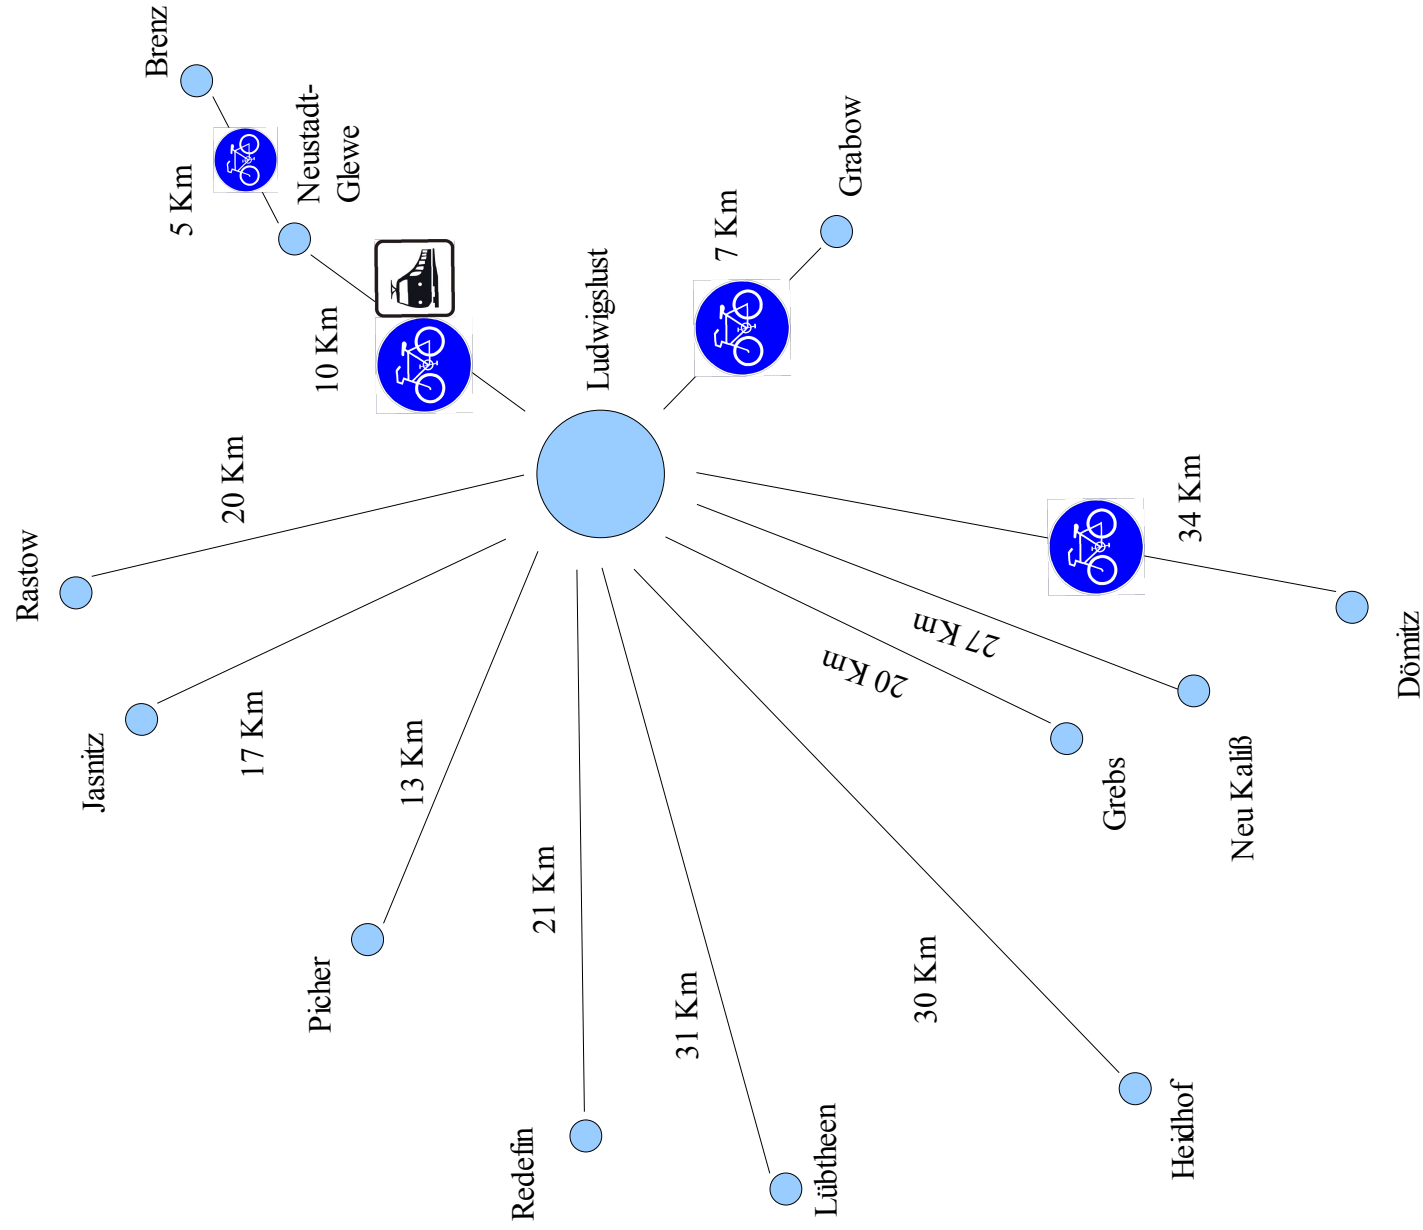 Rastow
Jasnitz
Brenz
5 Km
20 Km
17 Km
Neustadt-
Glewe
Picher
10 Km
13 Km
Redefin
21 Km
Ludwigslust
31 Km
7 Km
Lübtheen
Grabow
20 Km
30 Km
27 Km
Grebs
Heidhof
34 Km
Neu Kaliß
Dömitz